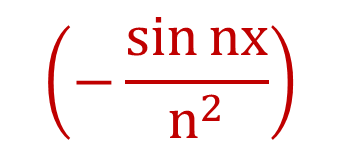 (− sin nx / n²)